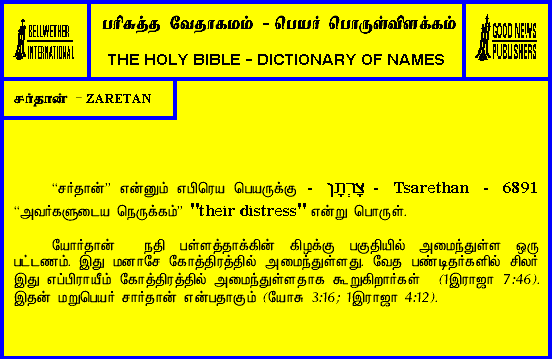 BELLWETHER
INTERNATIONAL
பரிசுத்த வேதாகமம் - பெயர் பொருள்விளக்கம்
THE HOLY BIBLE - DICTIONARY OF NAMES
GOOD NEWS
PUBLISHERS
சர்தான் - ZARETAN
“சர்தான்” என்னும் எபிரெய பெயருக்கு - צָרְתָן - Tsarethan - 6891
“அவர்களுடைய நெருக்கம்” "their distress" என்று பொருள்.
யோர்தான் நதி பள்ளத்தாக்கின் கிழக்கு பகுதியில் அமைந்துள்ள ஒரு
பட்டணம். இது மனாசே கோத்திரத்தில் அமைந்துள்ளது. வேத பண்டிதர்களில் சிலர்
இது எப்பிராயீம் கோத்திரத்தில் அமைந்துள்ளதாக கூறுகிறார்கள் (1இராஜா 7:46).
இதன் மறுபெயர் சார்தான் என்பதாகும் (யோசு 3:16; 1இராஜா 4:12).